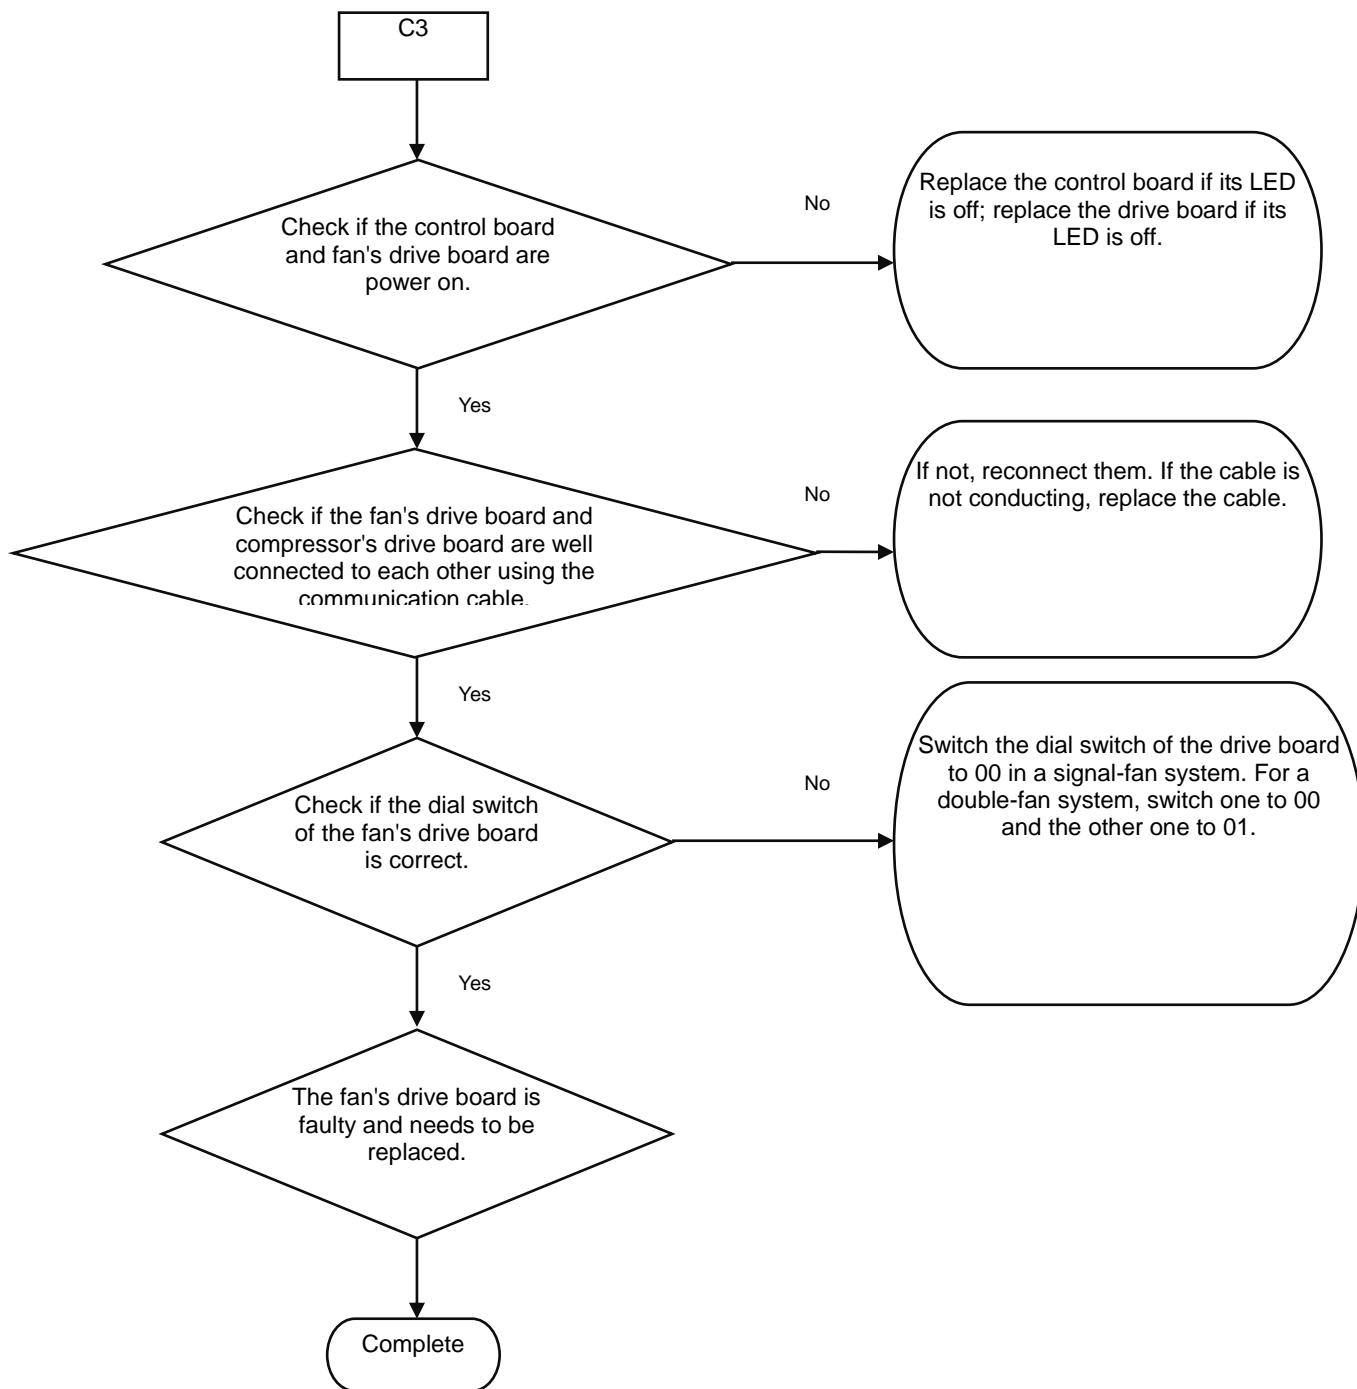 C3
Check if the control board
and fan's drive board are
power on.
No
Replace the control board if its LED
is off; replace the drive board if its
LED is off.
Yes
Check if the fan's drive board and
compressor's drive board are well
connected to each other using the
communication cable.
No
If not, reconnect them. If the cable is
not conducting, replace the cable.
Yes
Check if the dial switch
of the fan's drive board
is correct.
No
Switch the dial switch of the drive board
to 00 in a signal-fan system. For a
double-fan system, switch one to 00
and the other one to 01.
Yes
The fan's drive board is
faulty and needs to be
replaced.
Complete